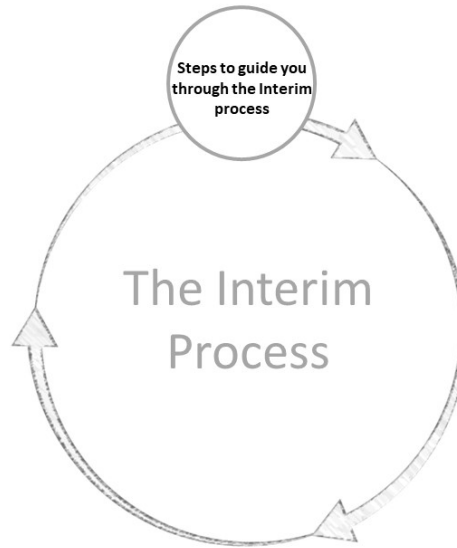 Steps to guide you
through the Interim
process
The Interim
Process